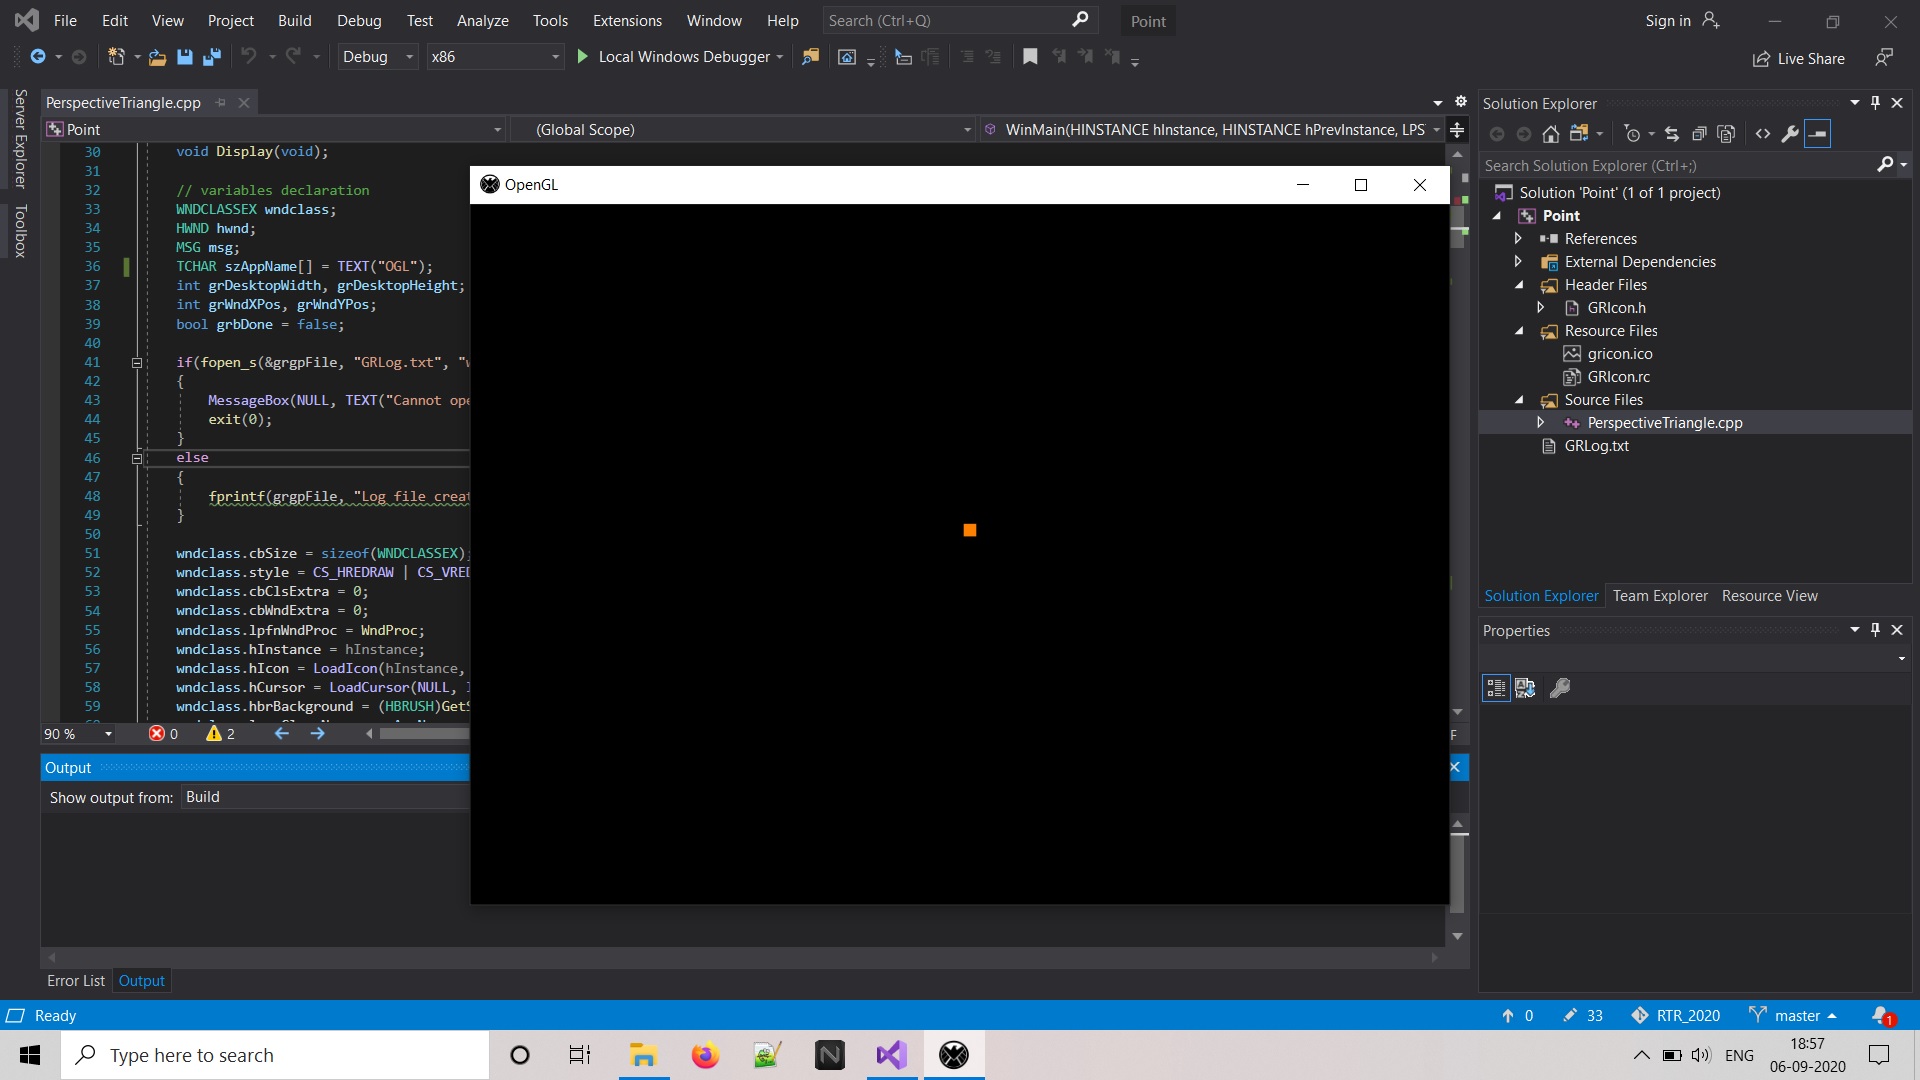 File Edit View Project Build Debug Test Analyze Tools Extensions Window Help Search (Ctrl+Q) Point Sign in
Debug x86 Local Windows Debugger Live Share
Server Explorer
Toolbox
PerspectiveTriangle.cpp
Point (Global Scope) WinMain(HINSTANCE hInstance, HINSTANCE hPrevInstance, LPS
30 void Display(void);
31
32 // variables declaration
33 WNDCLASSEX wndclass;
34 HWND hwnd;
35 MSG msg;
36 TCHAR szAppName[] = TEXT("OGL");
37 int grDesktopWidth, grDesktopHeight;
38 int grWndXPos, grWndYPos;
39 bool grbDone = false;
40
41 if(fopen_s(&grgpFile, "GRLog.txt", "w
42 {
43 MessageBox(NULL, TEXT("Cannot ope
44 exit(0);
45 }
46 else
47 {
48 fprintf(grgpFile, "Log file creat
49 }
50
51 wndclass.cbSize = sizeof(WNDCLASSEX);
52 wndclass.style = CS_HREDRAW | CS_VRED
53 wndclass.cbClsExtra = 0;
54 wndclass.cbWndExtra = 0;
55 wndclass.lpfnWndProc = WndProc;
56 wndclass.hInstance = hInstance;
57 wndclass.hIcon = LoadIcon(hInstance,
58 wndclass.hCursor = LoadCursor(NULL,
59 wndclass.hbrBackground = (HBRUSH)GetS
90 % 0 2
OpenGL
Output
Show output from: Build
Error List Output
Solution Explorer
Search Solution Explorer (Ctrl+;)
Solution 'Point' (1 of 1 project)
Point
References
External Dependencies
Header Files
GRIcon.h
Resource Files
gricon.ico
GRIcon.rc
Source Files
PerspectiveTriangle.cpp
GRLog.txt
Solution Explorer Team Explorer Resource View
Properties
Ready 0 33 RTR_2020 master 1
Type here to search
ENG
18:57
06-09-2020